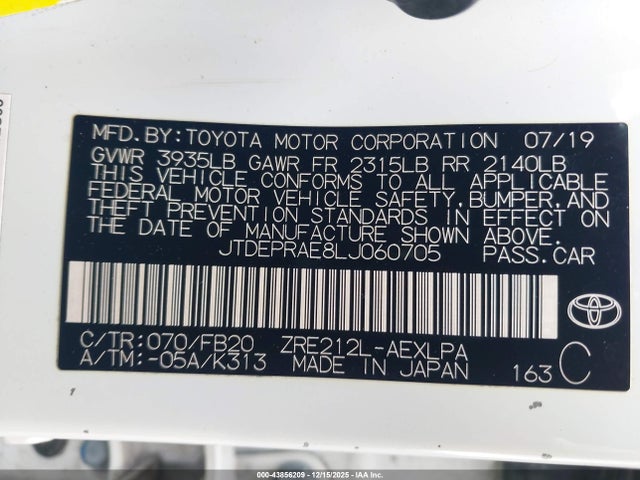 MFD. BY: TOYOTA MOTOR CORPORATION 07/19
GVWR 3935LB GAWR FR 2315LB RR 2140LB
THIS VEHICLE CONFORMS TO ALL APPLICABLE
FEDERAL MOTOR VEHICLE SAFETY, BUMPER, AND
THEFT PREVENTION STANDARDS IN EFFECT ON
THE DATE OF MANUFACTURE SHOWN ABOVE.
JTDEPRAE8LJ060705 PASS.CAR
C/TR: 070/FB20 ZRE212L-AEXLPA
A/TM: -05A/K313 MADE IN JAPAN 163 C
000-43856209 - 12/15/2025 - IAA, INC.